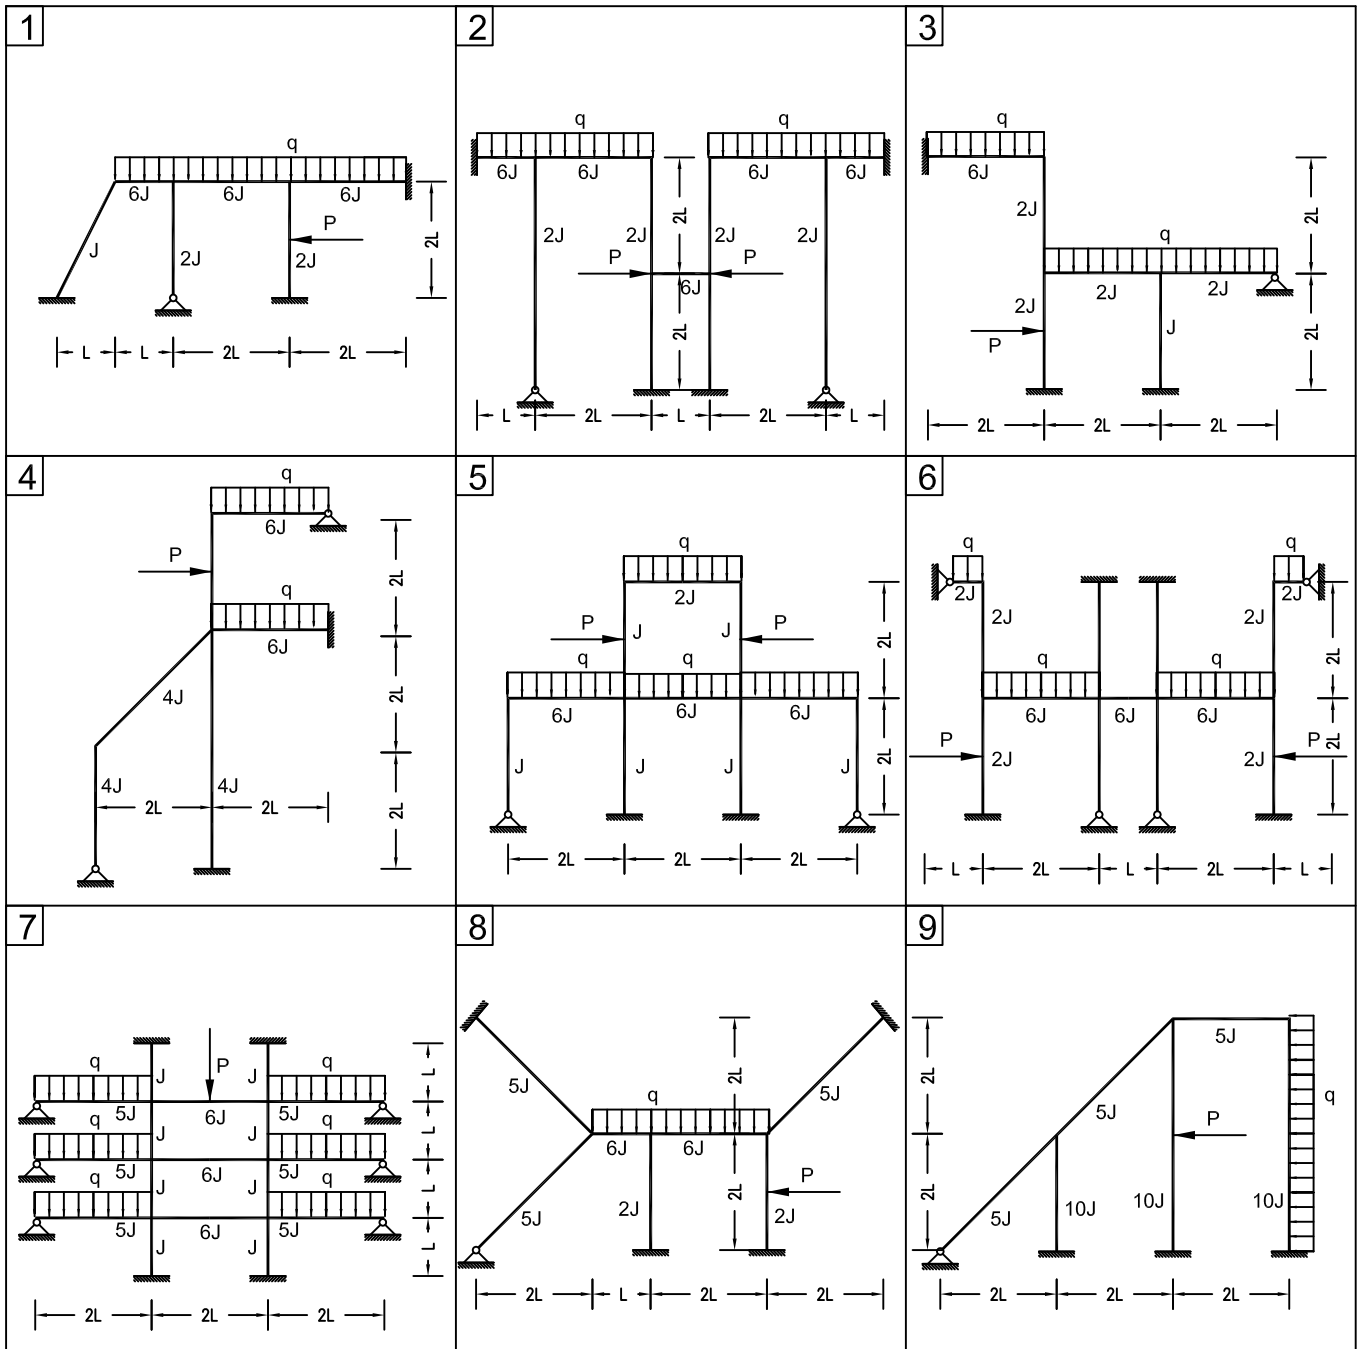 1
q
6J 6J 6J
P
J 2J 2J
2L
L L 2L 2L
2
q q
6J 6J 6J 6J
2L
2J 2J 2J 2J
P P
6J
2L
L 2L L 2L L
3
q
6J
2J
2L
q
2J 2J
2J J
P
2L
2L 2L 2L
4
q
6J
P
2L
q
6J
4J
2L
4J 4J
2L 2L
2L
5
q
2J
P P
J J
2L
q q q
6J 6J 6J
J J J J
2L
2L 2L 2L
6
q q
2J 2J
2J 2J
2L
q q
6J 6J 6J
P P
2J 2J
2L
L 2L L 2L L
7
P
q J J q
L
5J 6J 5J
q J J q
L
5J 6J 5J
q J J q
L
5J 6J 5J
J J
L
2L 2L 2L
8
5J 5J
2L
q
6J 6J
P
5J 2J 2J
2L
2L L 2L 2L
9
5J
2L
5J
q
P
5J 10J 10J 10J
2L
2L 2L 2L